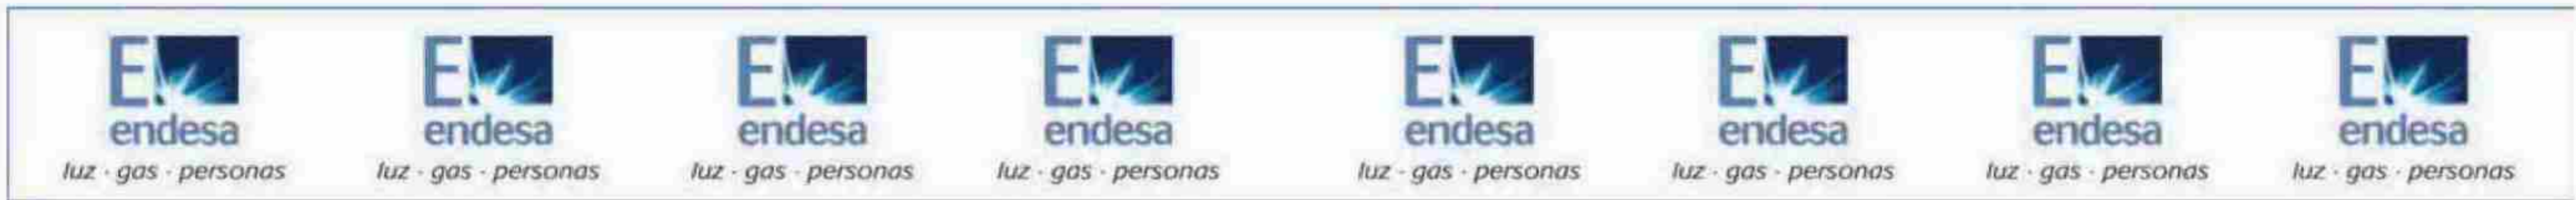 E E E E E E E E
endesa endesa endesa endesa endesa endesa endesa endesa
luz · gas · personas luz · gas · personas luz · gas · personas luz · gas · personas luz · gas · personas luz · gas · personas luz · gas · personas luz · gas · personas